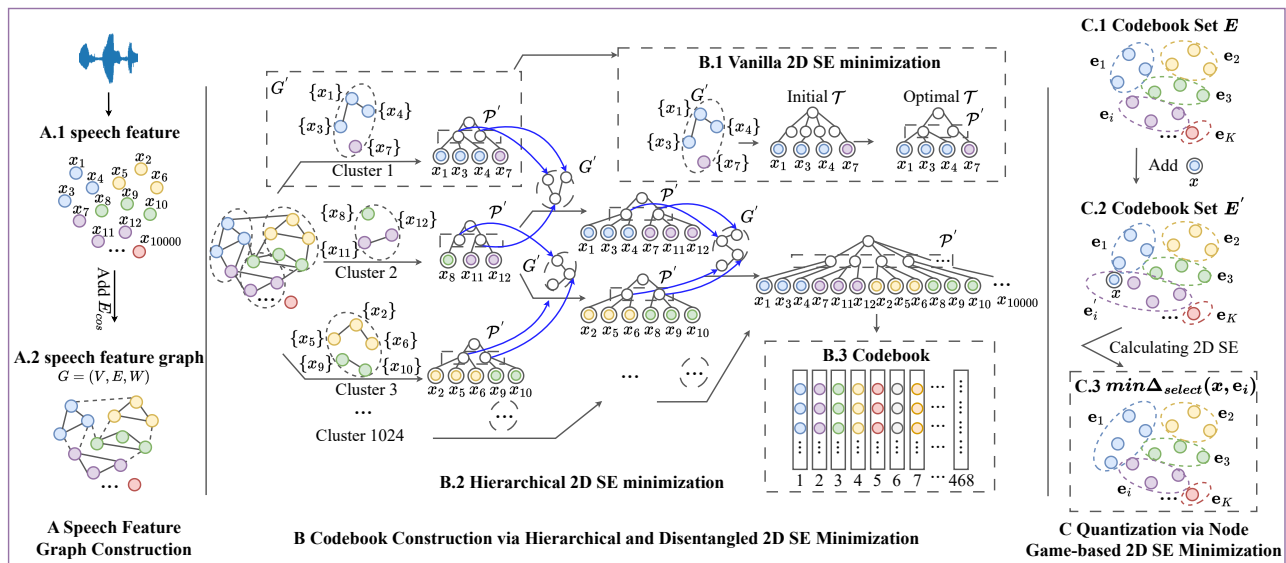 A.1 speech feature
x1
x2
x3
x4
x5
x6
x7
x8
x9
x10
x11
x12
x10000
...
Add E_cos
A.2 speech feature graph
G = (V, E, W)
...
A Speech Feature
Graph Construction
G′
{x1}
{x4}
{x3}
{x7}
Cluster 1
P′
x1 x3 x4 x7
G′
{x8}
{x12}
{x11}
Cluster 2
P′
x8 x11 x12
G′
...
{x2}
{x5}
{x6}
{x9}
{x10}
Cluster 3
P′
x2 x5 x6 x9 x10
...
...
Cluster 1024
B.1 Vanilla 2D SE minimization
G′
{x1}
{x4}
{x3}
{x7}
Initial T
x1 x3 x4 x7
Optimal T
P′
x1 x3 x4 x7
P′
x1 x3 x4 x7 x11 x12
G′
P′
x2 x5 x6 x8 x9 x10
...
...
P′
...
...
x1 x3 x4 x7 x11 x12 x2 x5 x6 x8 x9 x10 x10000
B.2 Hierarchical 2D SE minimization
B.3 Codebook
... ...
... ...
... ...
⋮ ⋮ ⋮ ⋮ ⋮ ⋮ ⋮ ... ⋮
1 2 3 4 5 6 7 ... 468
B Codebook Construction via Hierarchical and Disentangled 2D SE Minimization
C.1 Codebook Set E
e1
e2
e3
ei
... eK
Add
x
C.2 Codebook Set E′
e1
e2
e3
x
ei
... eK
Calculating 2D SE
C.3 minΔselect(x, ei)
e1
e2
e3
ei
... eK
C Quantization via Node
Game-based 2D SE Minimization